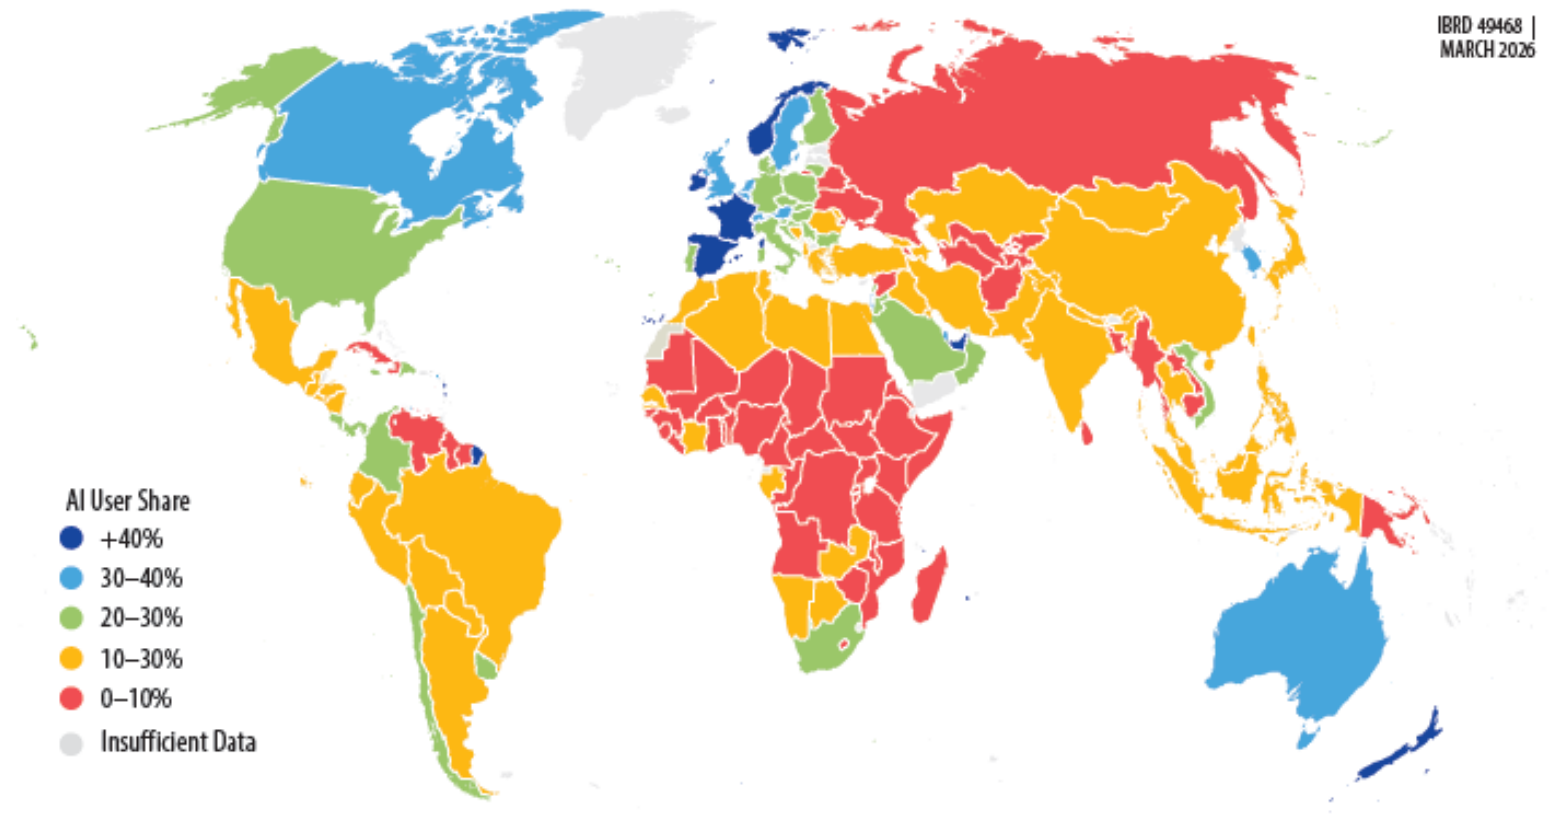 IBRD 49468 |
MARCH 2026
AI User Share
+40%
30–40%
20–30%
10–30%
0–10%
Insufficient Data